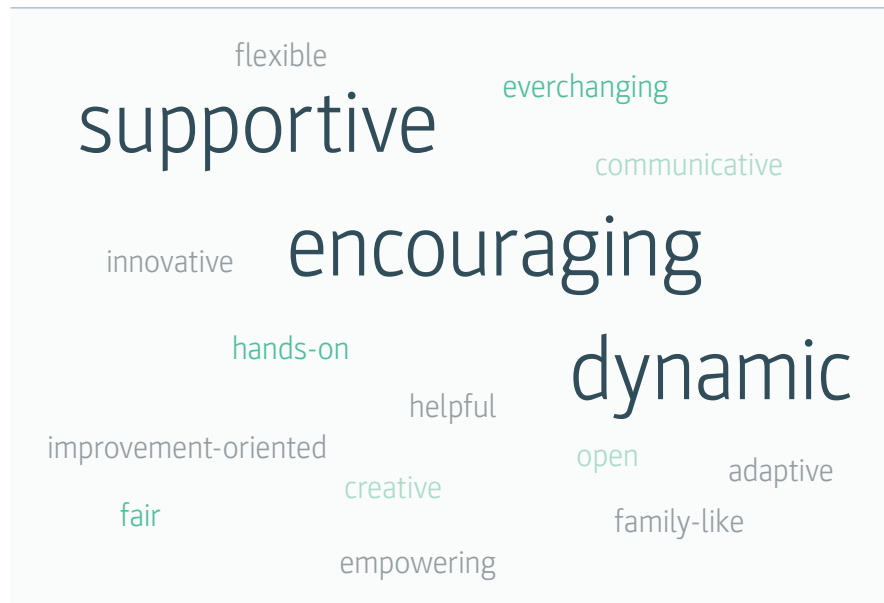 flexible
everchanging
supportive
communicative
encouraging
innovative
hands-on
dynamic
helpful
improvement-oriented
open
adaptive
creative
fair
family-like
empowering